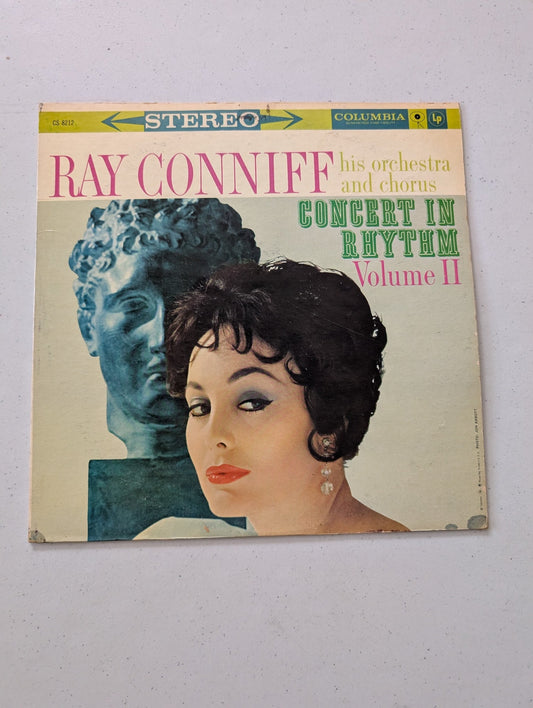 CS 8212
STEREO
COLUMBIA
Lp
RAY CONNIFF his orchestra
and chorus
CONCERT IN
RHYTHM
Volume II